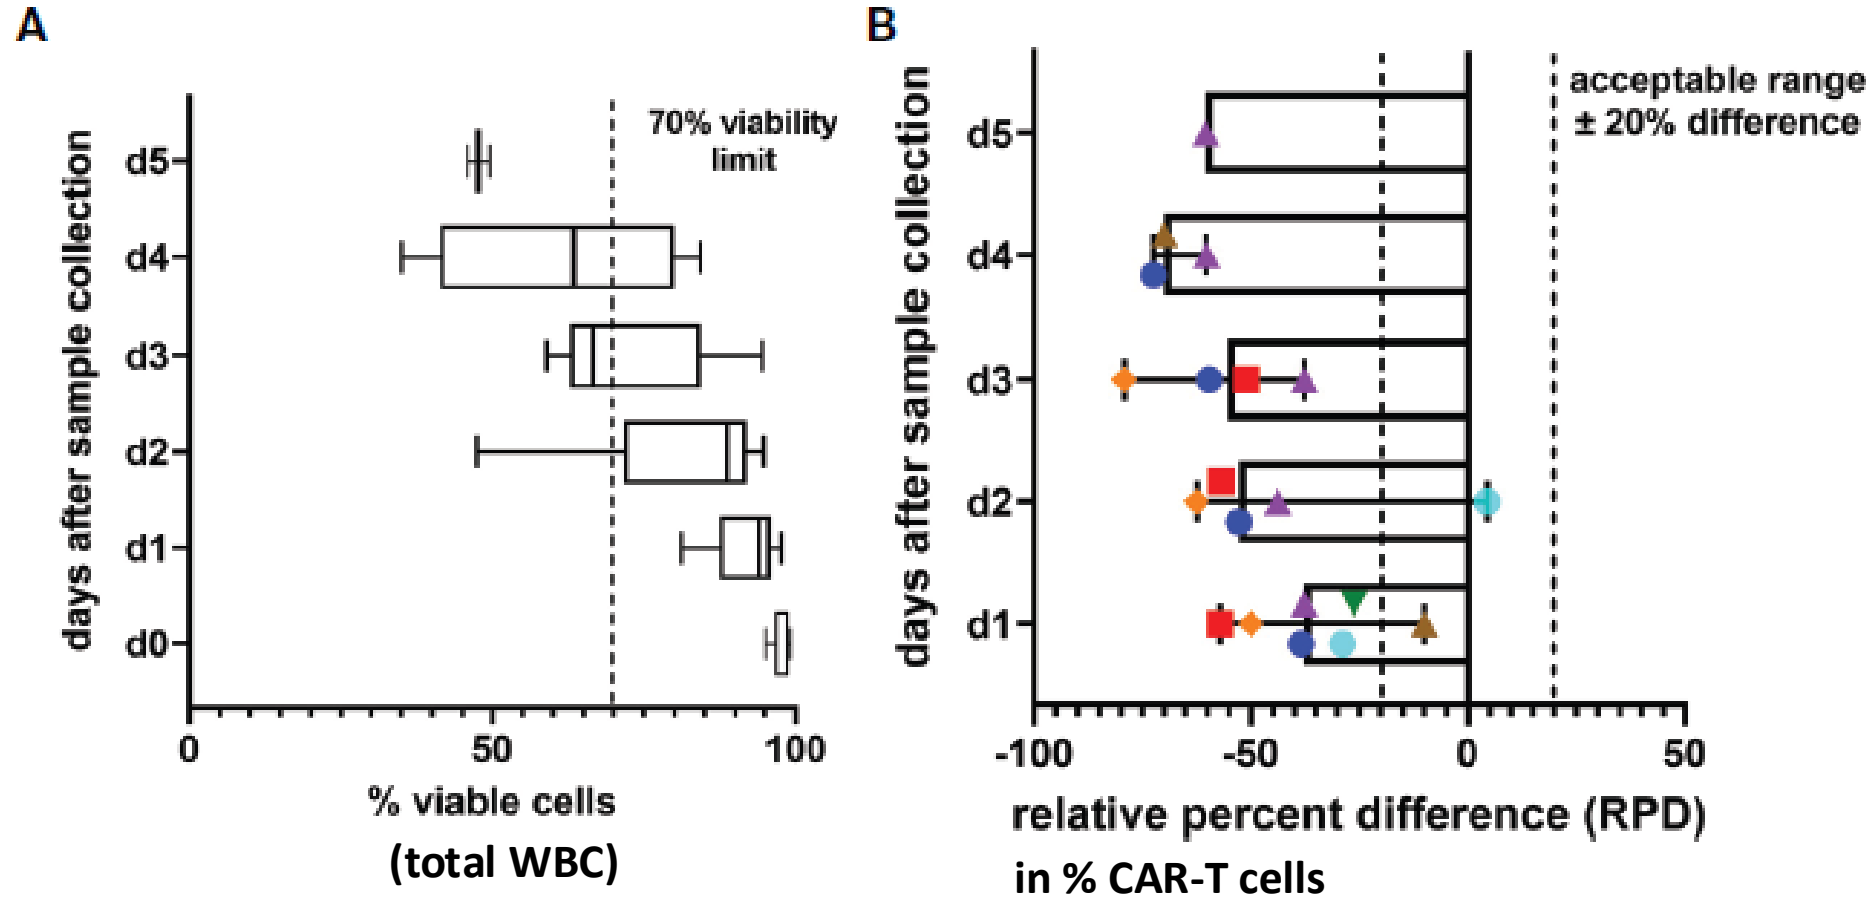 A
days after sample collection
d5
d4
d3
d2
d1
d0
70% viability
limit
0 50 100
% viable cells
(total WBC)
B
days after sample collection
d5
d4
d3
d2
d1
acceptable range
± 20% difference
-100 -50 0 50
relative percent difference (RPD)
in % CAR-T cells